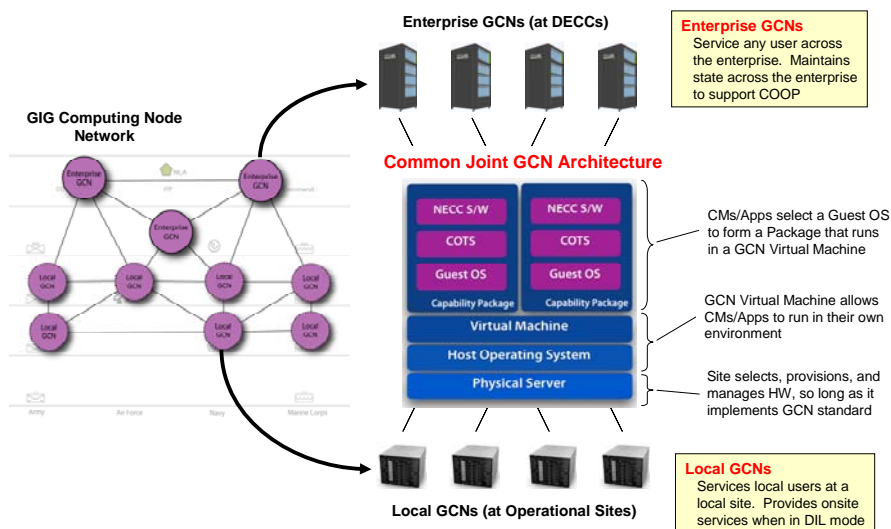 Enterprise GCNs (at DECCs)
Enterprise GCNs
Service any user across
the enterprise. Maintains
state across the enterprise
to support COOP
GIG Computing Node
Network
Enterprise
GCN
Enterprise
GCN
Enterprise
GCN
Local
GCN
Local
GCN
Local
GCN
Local
GCN
Local
GCN
Local
GCN
Local
GCN
Army
Air Force
Navy
Marine Corps
Common Joint GCN Architecture
NECC S/W
COTS
Guest OS
Capability Package
NECC S/W
COTS
Guest OS
Capability Package
Virtual Machine
Host Operating System
Physical Server
CMs/Apps select a Guest OS
to form a Package that runs
in a GCN Virtual Machine
GCN Virtual Machine allows
CMs/Apps to run in their own
environment
Site selects, provisions, and
manages HW, so long as it
implements GCN standard
Local GCNs (at Operational Sites)
Local GCNs
Services local users at a
local site. Provides onsite
services when in DIL mode